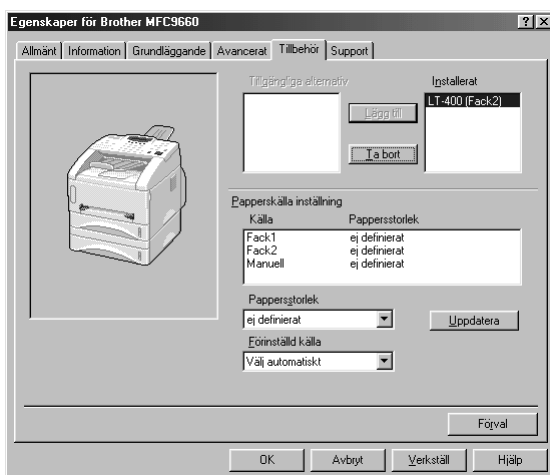 Egenskaper för Brother MFC9660
Allmänt Information Grundläggande Avancerat Tillbehör Support
Tillgängliga alternativ
Installerat
Lägg till
LT-400 (Fack2)
Ta bort
Papperskälla inställning
Källa Pappersstorlek
Fack1 ej definierat
Fack2 ej definierat
Manuell ej definierat
Pappersstorlek
ej definierat
Uppdatera
Förinställd källa
Välj automatiskt
Förval
OK Avbryt Verkställ Hjälp